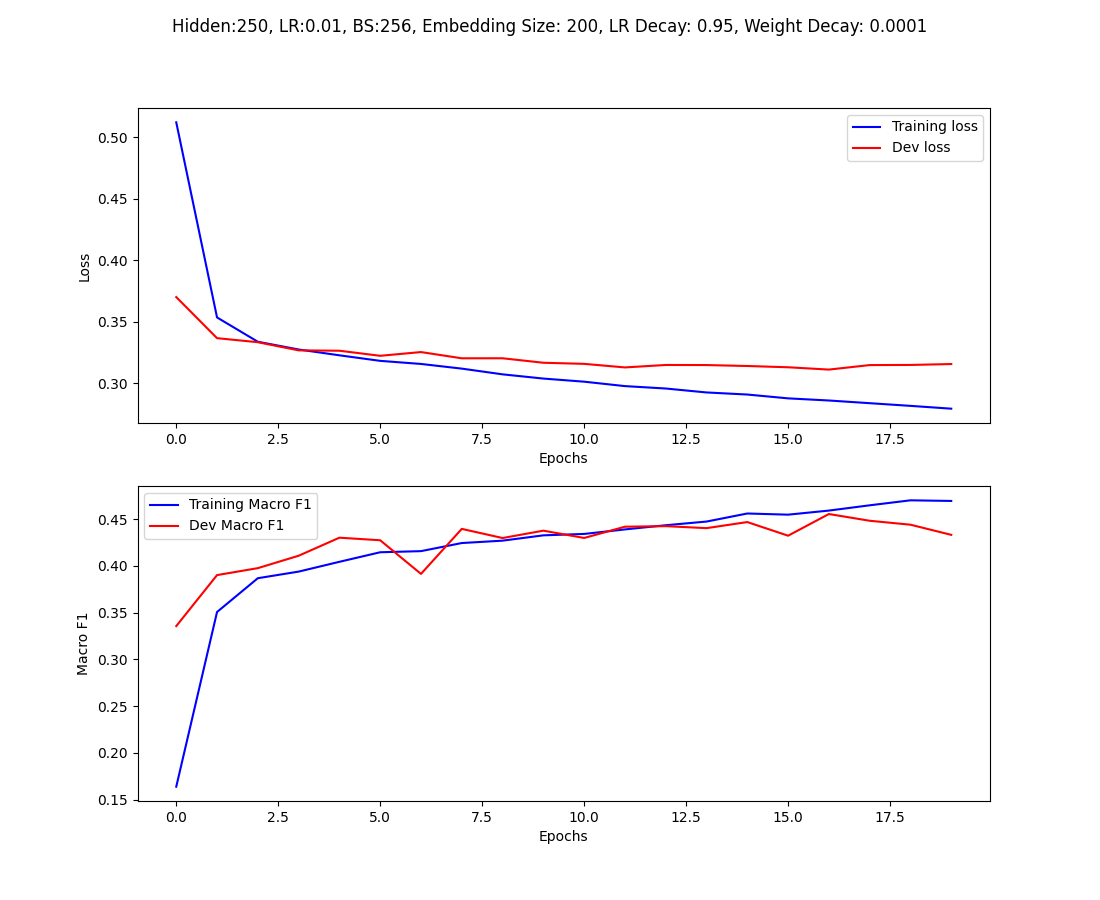 Hidden:250, LR:0.01, BS:256, Embedding Size: 200, LR Decay: 0.95, Weight Decay: 0.0001
Training loss
Dev loss
0.50
0.45
0.40
0.35
0.30
Loss
0.0 2.5 5.0 7.5 10.0 12.5 15.0 17.5
Epochs
Training Macro F1
Dev Macro F1
0.45
0.40
0.35
0.30
0.25
0.20
0.15
Macro F1
0.0 2.5 5.0 7.5 10.0 12.5 15.0 17.5
Epochs